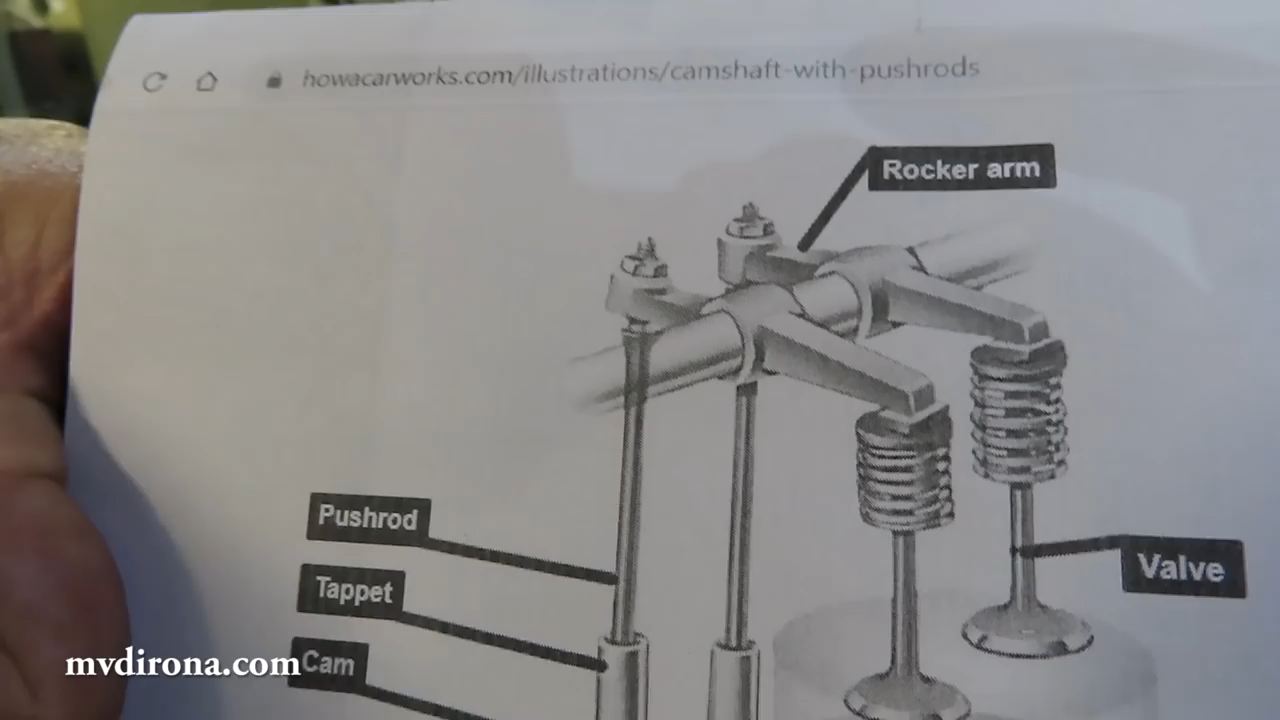 howacarworks.com/illustrations/camshaft-with-pushrods
Rocker arm
Pushrod
Tappet
Valve
Cam
mvdirona.com